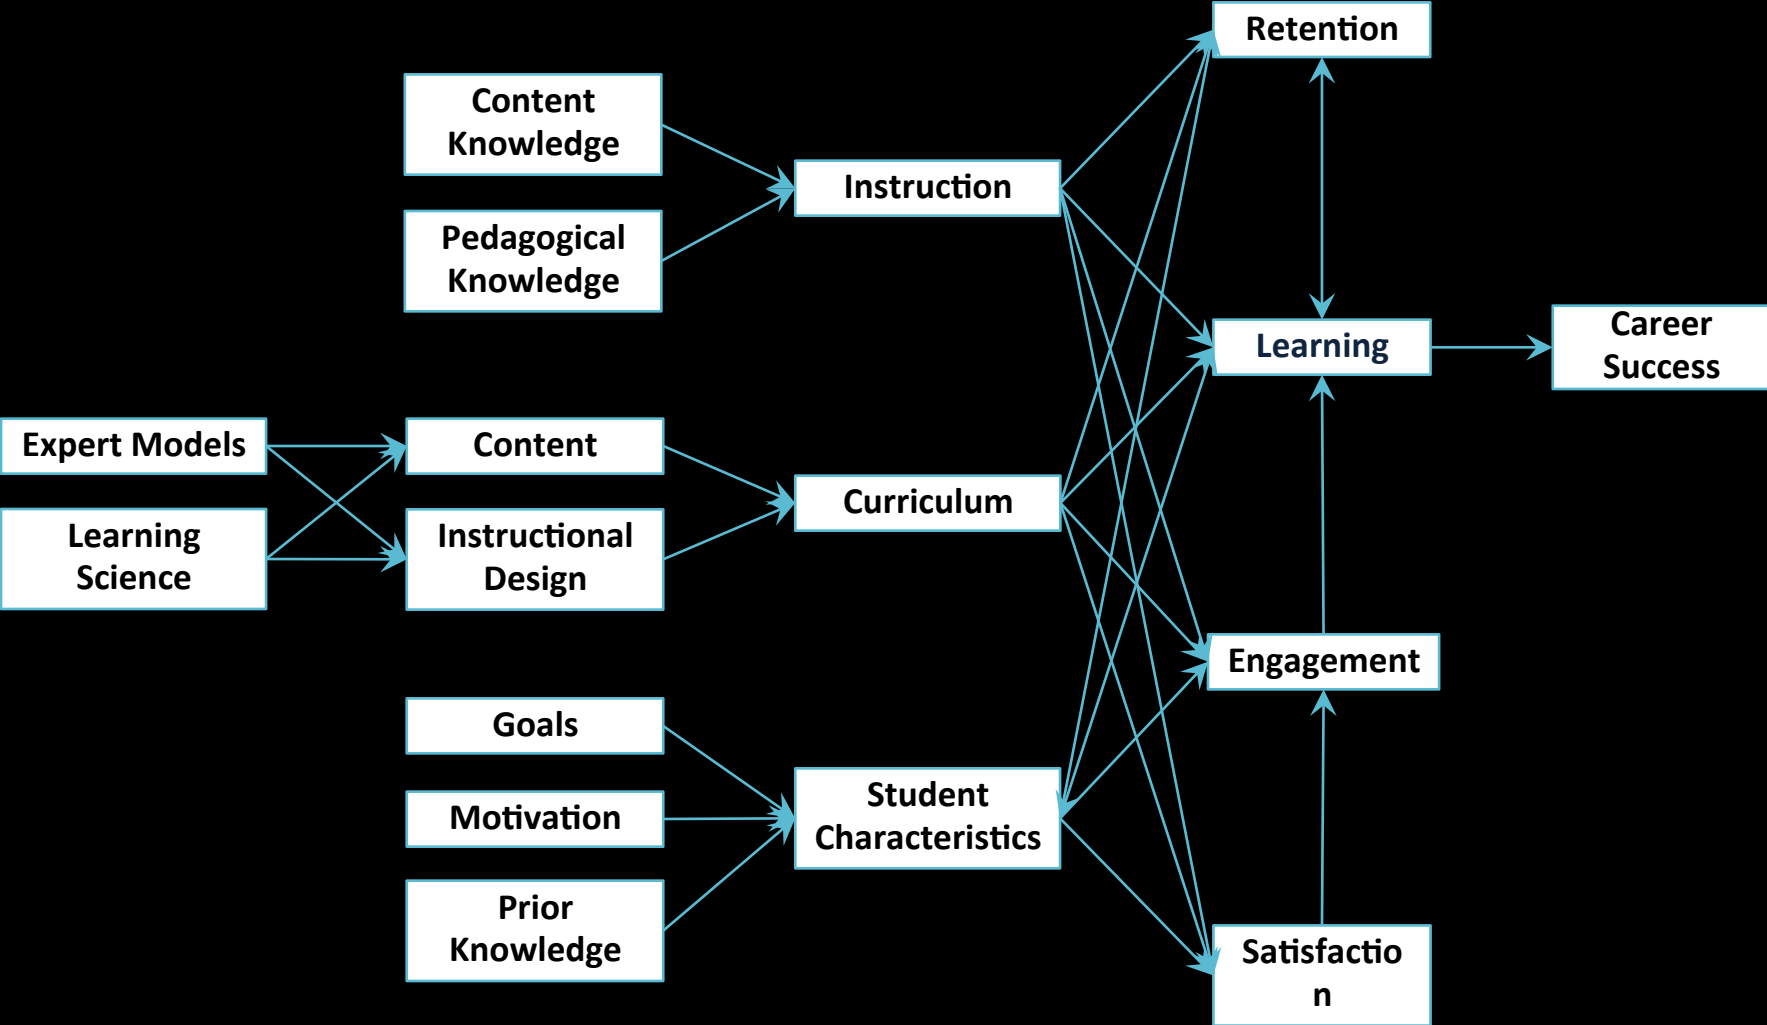 Retention
Content
Knowledge
Instruction
Pedagogical
Knowledge
Learning
Career
Success
Expert Models
Content
Curriculum
Learning
Science
Instructional
Design
Engagement
Goals
Motivation
Student
Characteristics
Prior
Knowledge
Satisfactio
n